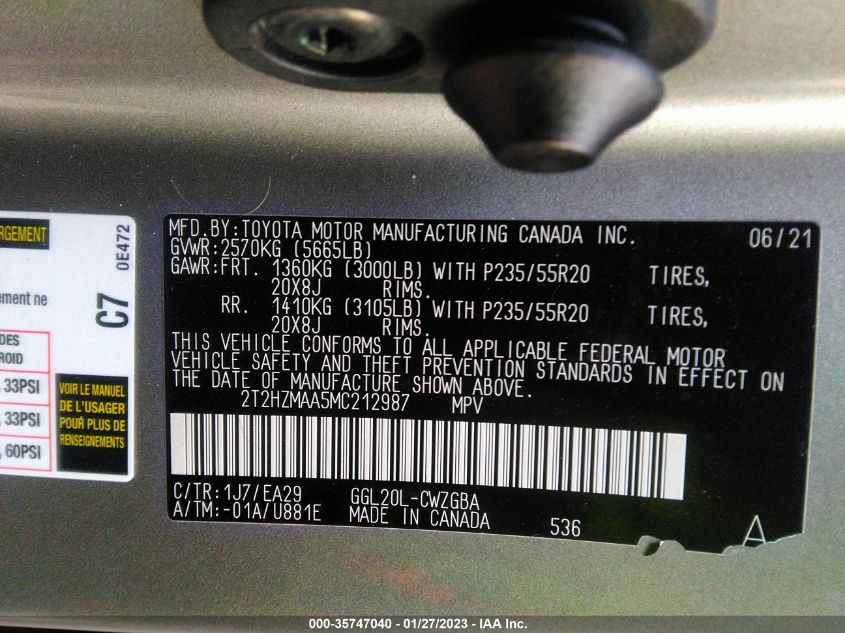 RGEMENT
ement ne
DES
ROID
33PSI
33PSI
60PSI
VOIR LE MANUEL
DE L'USAGER
POUR PLUS DE
RENSEIGNEMENTS
C7
0E472
MFD.BY:TOYOTA MOTOR MANUFACTURING CANADA INC. 06/21
GVWR:2570KG (5665LB)
GAWR:FRT. 1360KG (3000LB) WITH P235/55R20 TIRES,
20X8J RIMS.
RR. 1410KG (3105LB) WITH P235/55R20 TIRES,
20X8J RIMS.
THIS VEHICLE CONFORMS TO ALL APPLICABLE FEDERAL MOTOR
VEHICLE SAFETY AND THEFT PREVENTION STANDARDS IN EFFECT ON
THE DATE OF MANUFACTURE SHOWN ABOVE.
2T2HZMAA5MC212987 MPV
C/TR:1J7/EA29 GGL20L-CWZGBA
A/TM:-01A/U881E MADE IN CANADA 536 A
000-35747040 - 01/27/2023 - IAA Inc.